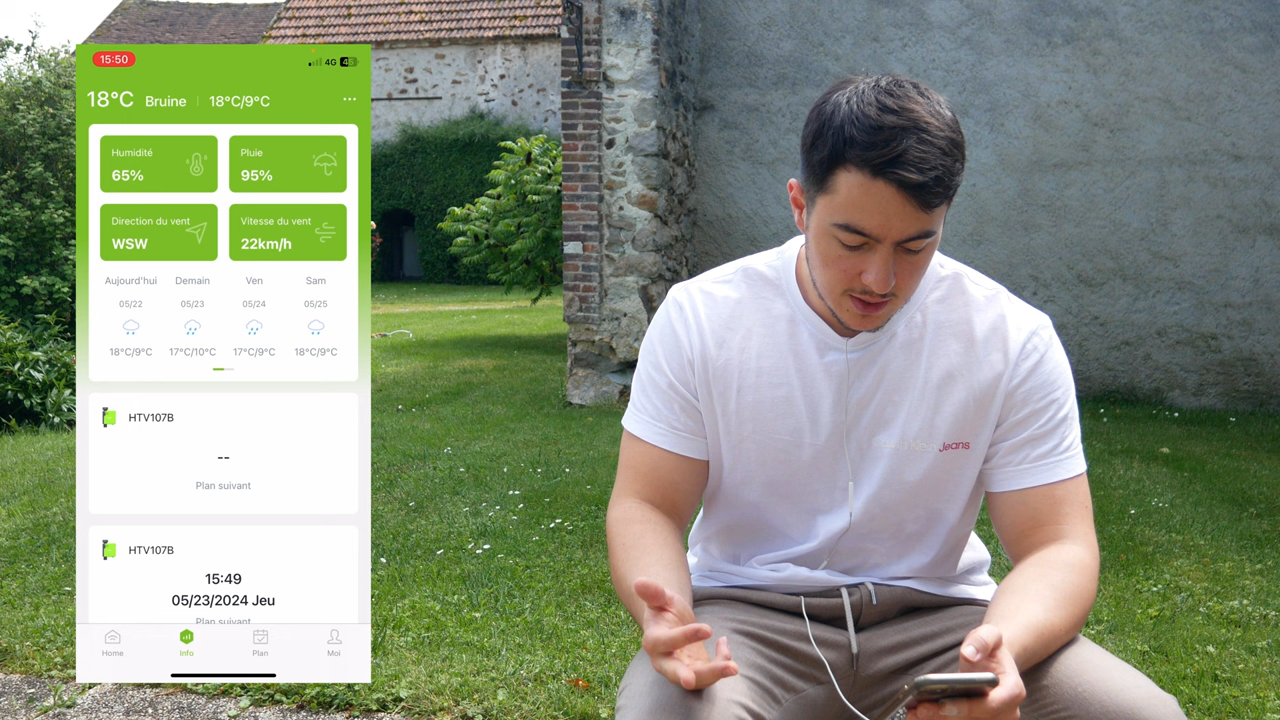 15:50
4G
18°C Bruine 18°C/9°C
Humidité
65%
Pluie
95%
Direction du vent
WSW
Vitesse du vent
22km/h
Aujourd'hui Demain Ven Sam
05/22 05/23 05/24 05/25
18°C/9°C 17°C/10°C 17°C/9°C 18°C/9°C
HTV107B
--
Plan suivant
HTV107B
15:49
05/23/2024 Jeu
Plan suivant
Home Info Plan Moi
Jeans